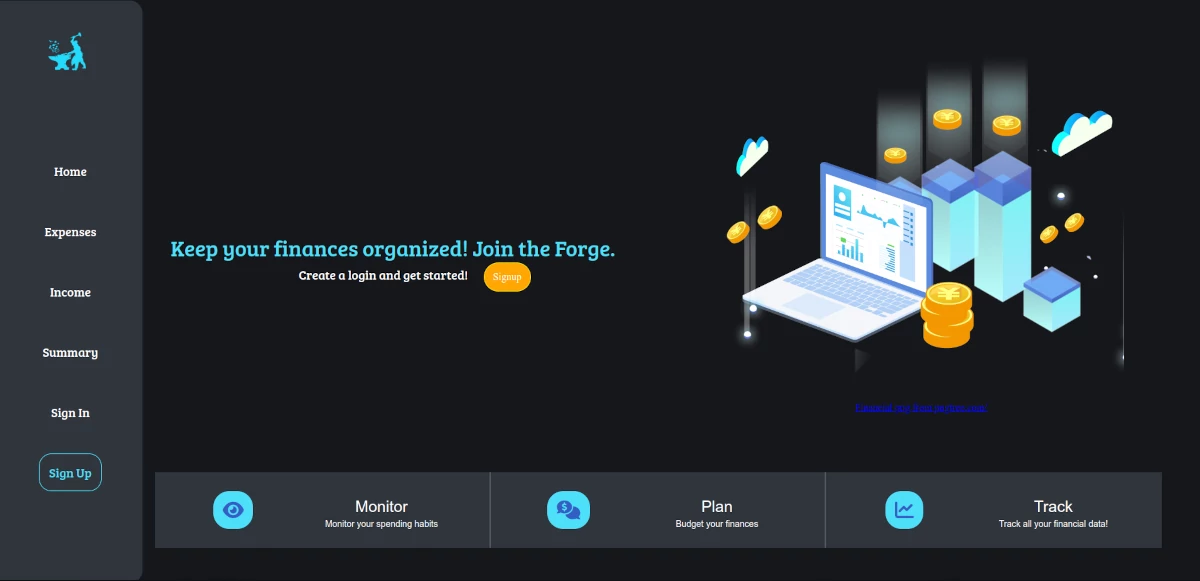 Home
Expenses
Income
Summary
Sign In
Sign Up
Keep your finances organized! Join the Forge.
Create a login and get started!
Signup
Monitor
Monitor your spending habits
Plan
Budget your finances
Track
Track all your financial data!